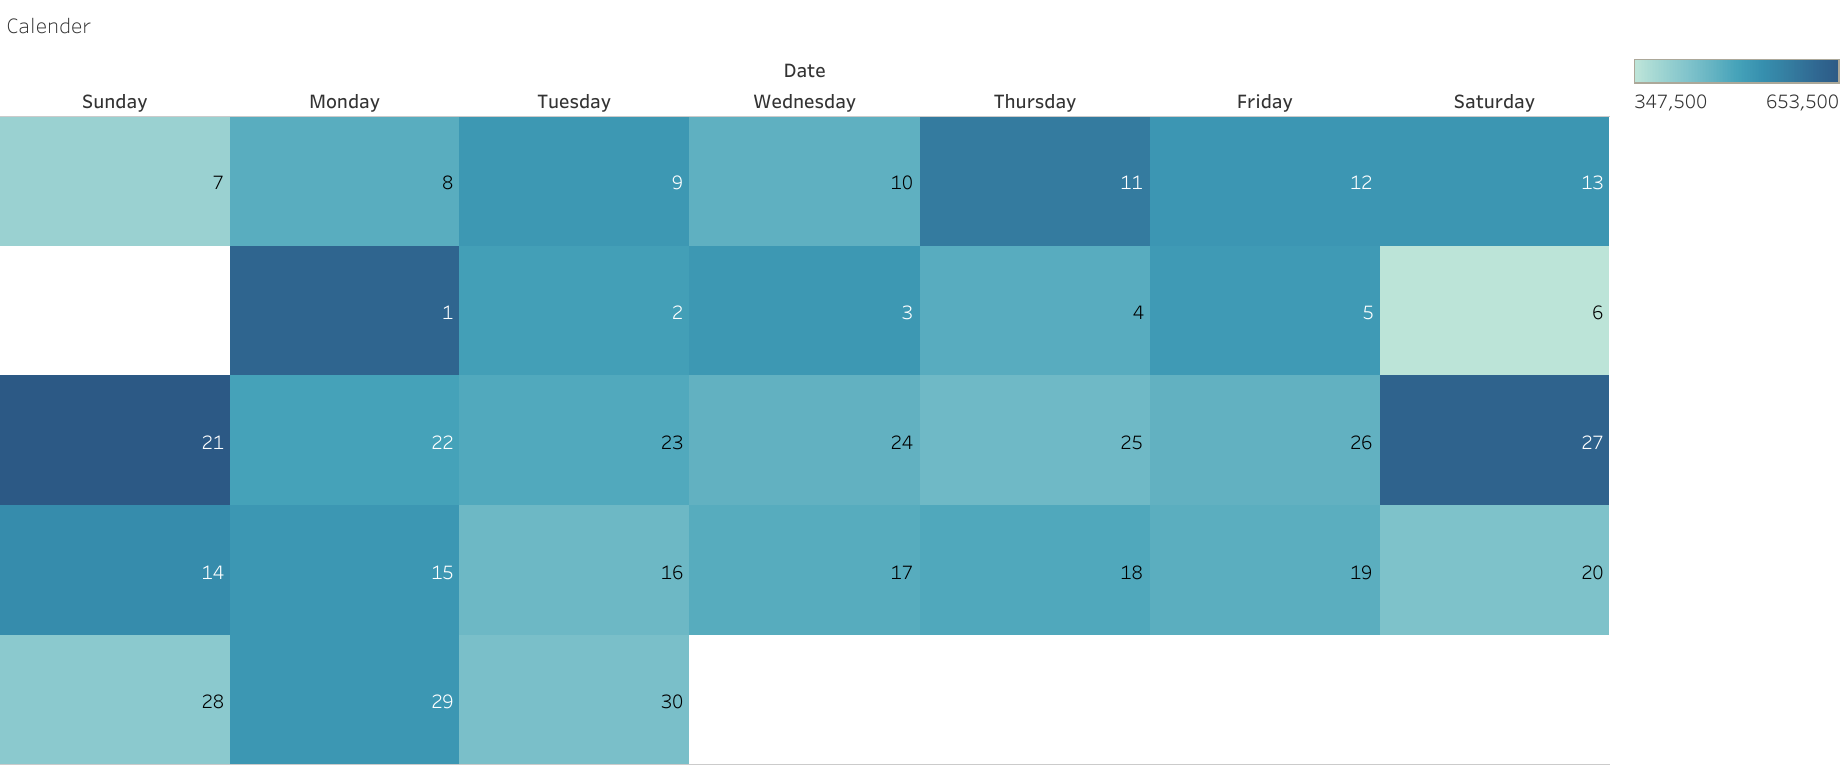 Calender
Date
Sunday Monday Tuesday Wednesday Thursday Friday Saturday
347,500 653,500
7 8 9 10 11 12 13
1 2 3 4 5 6
21 22 23 24 25 26 27
14 15 16 17 18 19 20
28 29 30